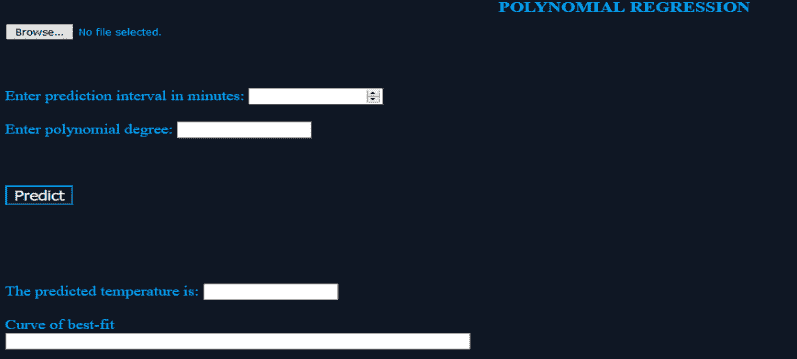 POLYNOMIAL REGRESSION
Browse... No file selected.
Enter prediction interval in minutes:
Enter polynomial degree:
Predict
The predicted temperature is:
Curve of best-fit